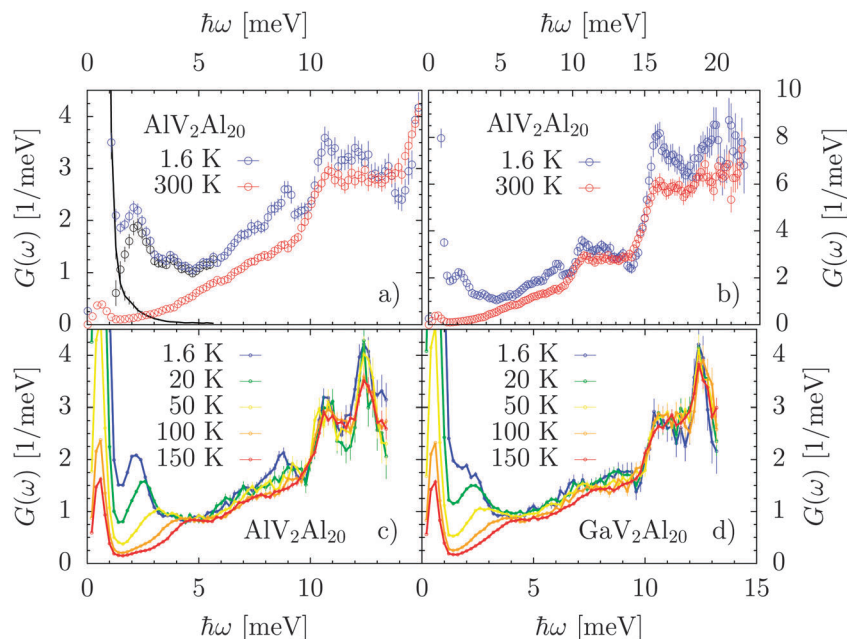 ℏω [meV] ℏω [meV]
0 5 10 0 5 10 15 20
G(ω) [1/meV]
4
3
2
1
0
AlV₂Al₂₀
1.6 K
300 K
a)
AlV₂Al₂₀
1.6 K
300 K
b)
10
8
6
4
2
0
G(ω) [1/meV]
G(ω) [1/meV]
4
3
2
1
0
1.6 K
20 K
50 K
100 K
150 K
AlV₂Al₂₀ c)
1.6 K
20 K
50 K
100 K
150 K
GaV₂Al₂₀ d)
4
3
2
1
0
G(ω) [1/meV]
0 5 10 0 5 10 15
ℏω [meV] ℏω [meV]